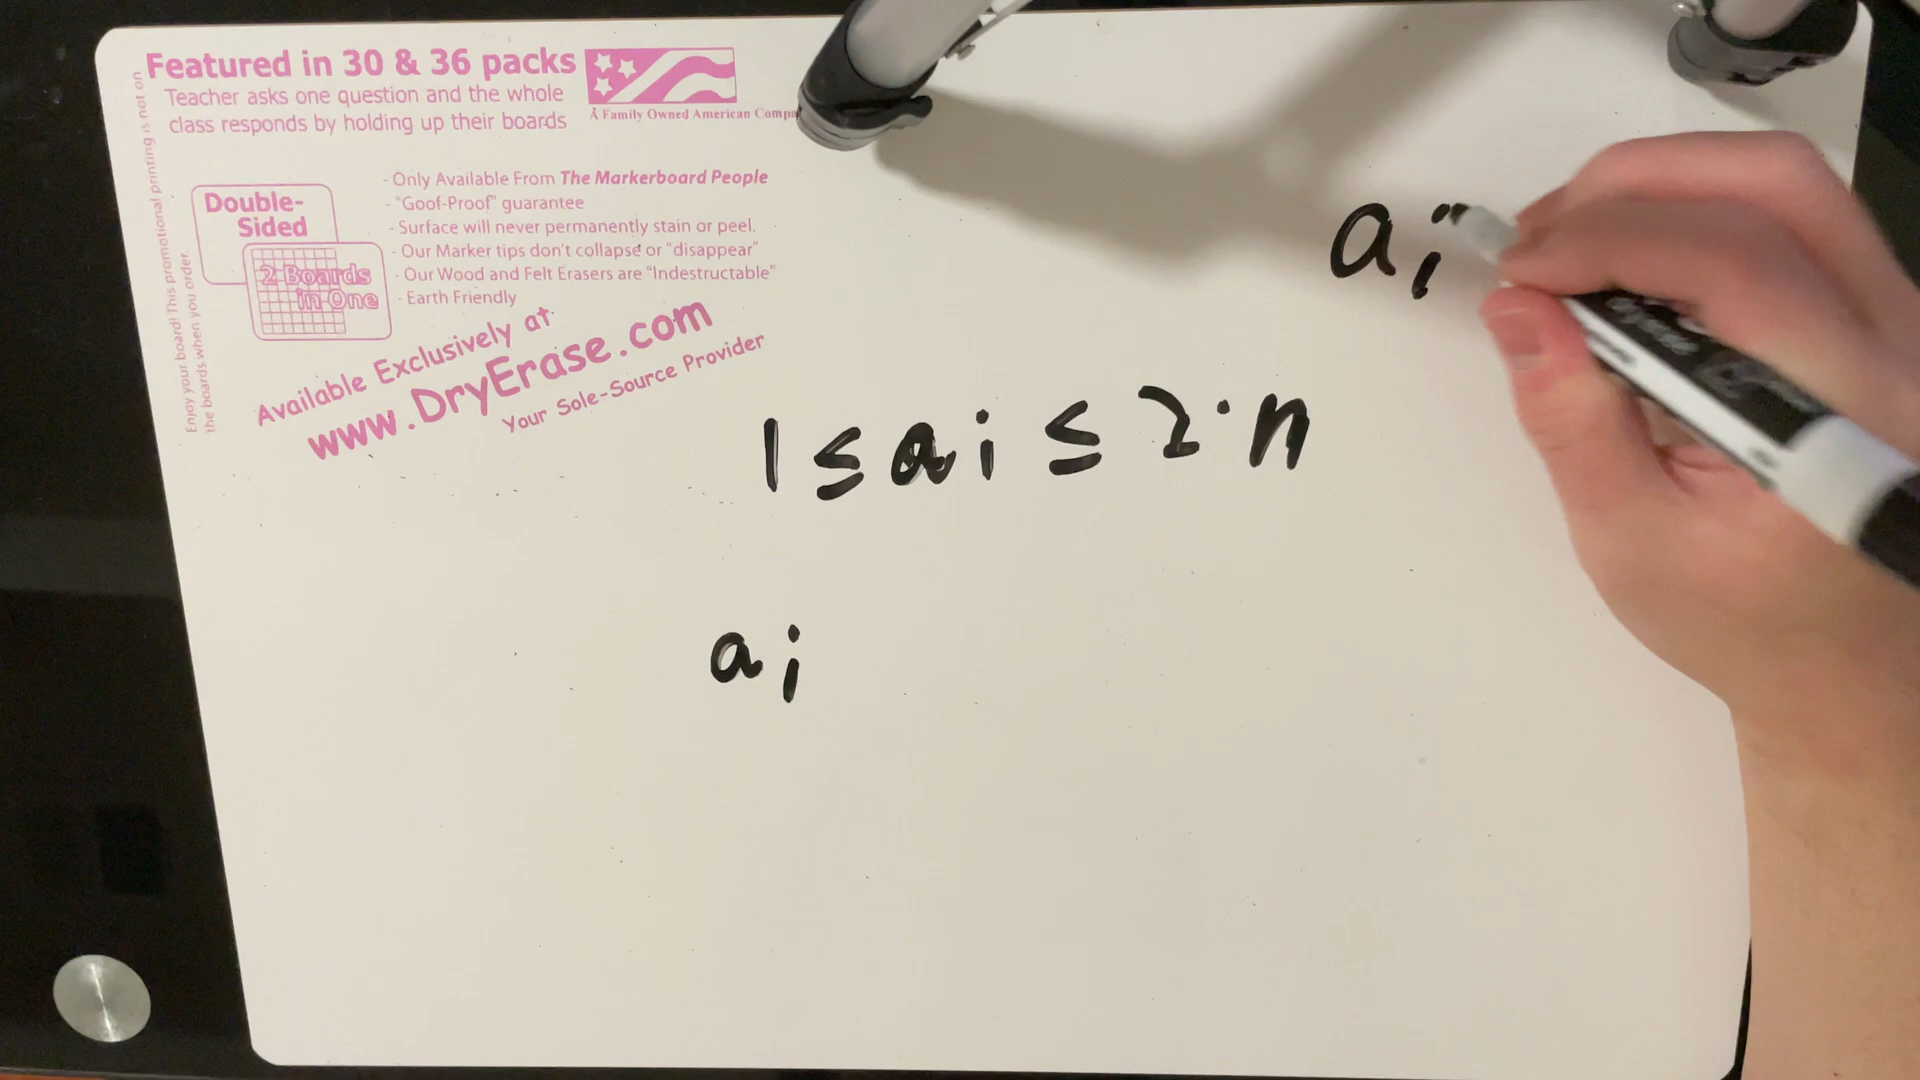 Featured in 30 & 36 packs
Teacher asks one question and the whole
class responds by holding up their boards
A Family Owned American
Enjoy your board! This promotional printing is not on
the boards when you order.
Double-
Sided
2 Boards
in One
- Only Available From The Markerboard People
- "Goof-Proof" guarantee
- Surface will never permanently stain or peel.
- Our Marker tips don't collapse or "disappear"
- Our Wood and Felt Erasers are "Indestructable"
- Earth Friendly
Available Exclusively at
www.DryErase.com
Your Sole-Source Provider
ai
1 ≤ ai ≤ 2·n
ai